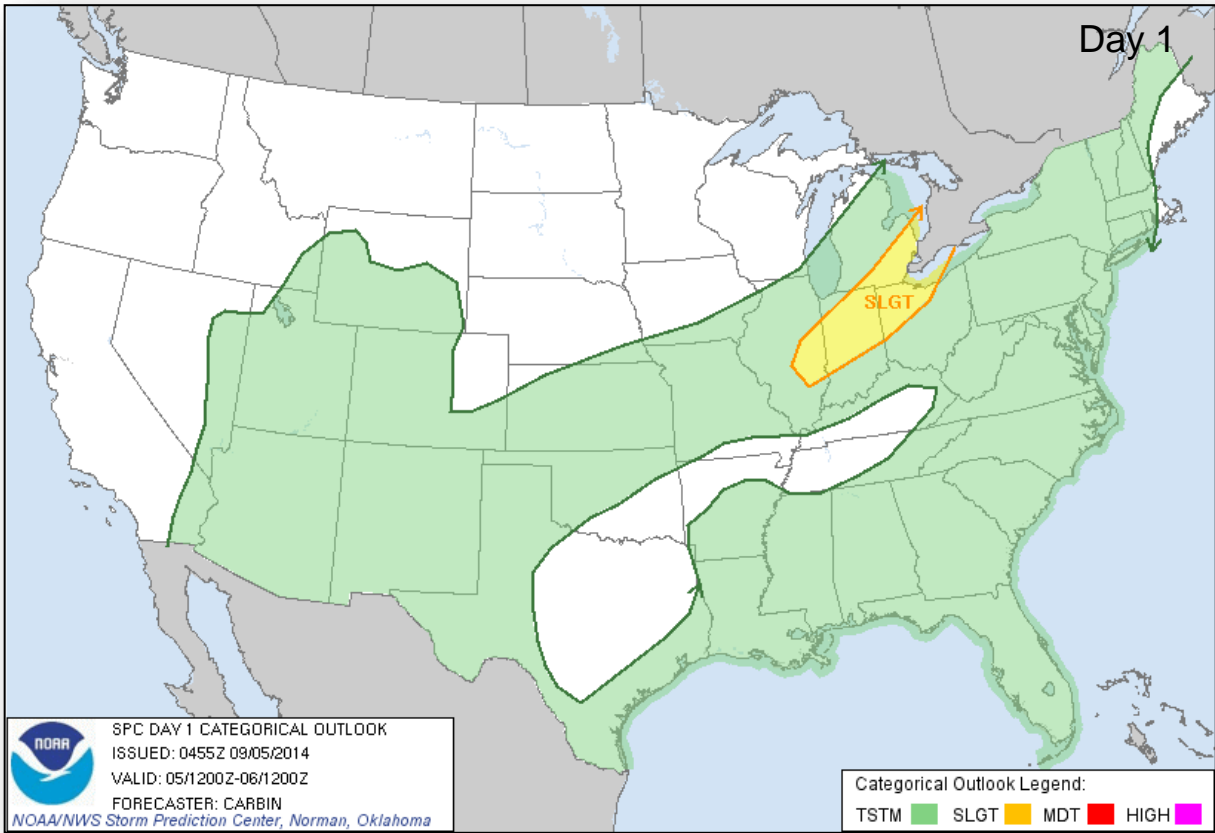 Day 1
SLGT
NOAA
SPC DAY 1 CATEGORICAL OUTLOOK
ISSUED: 0455Z 09/05/2014
VALID: 05/1200Z-06/1200Z
FORECASTER: CARBIN
NOAA/NWS Storm Prediction Center, Norman, Oklahoma
Categorical Outlook Legend:
TSTM SLGT MDT HIGH